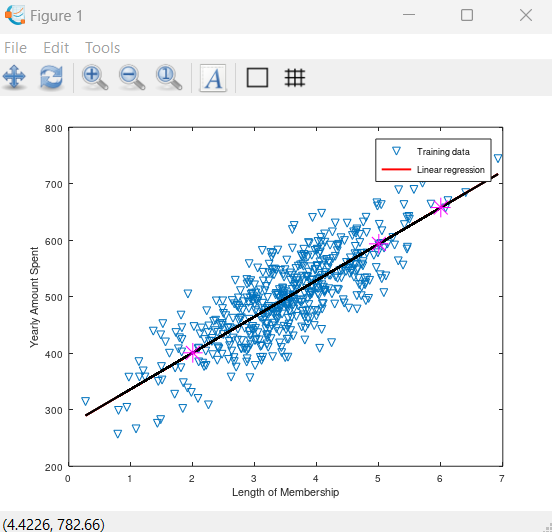 Figure 1
File Edit Tools
A
800
700
600
500
400
300
200
Yearly Amount Spent
Training data
Linear regression
0 1 2 3 4 5 6 7
Length of Membership
(4.4226, 782.66)